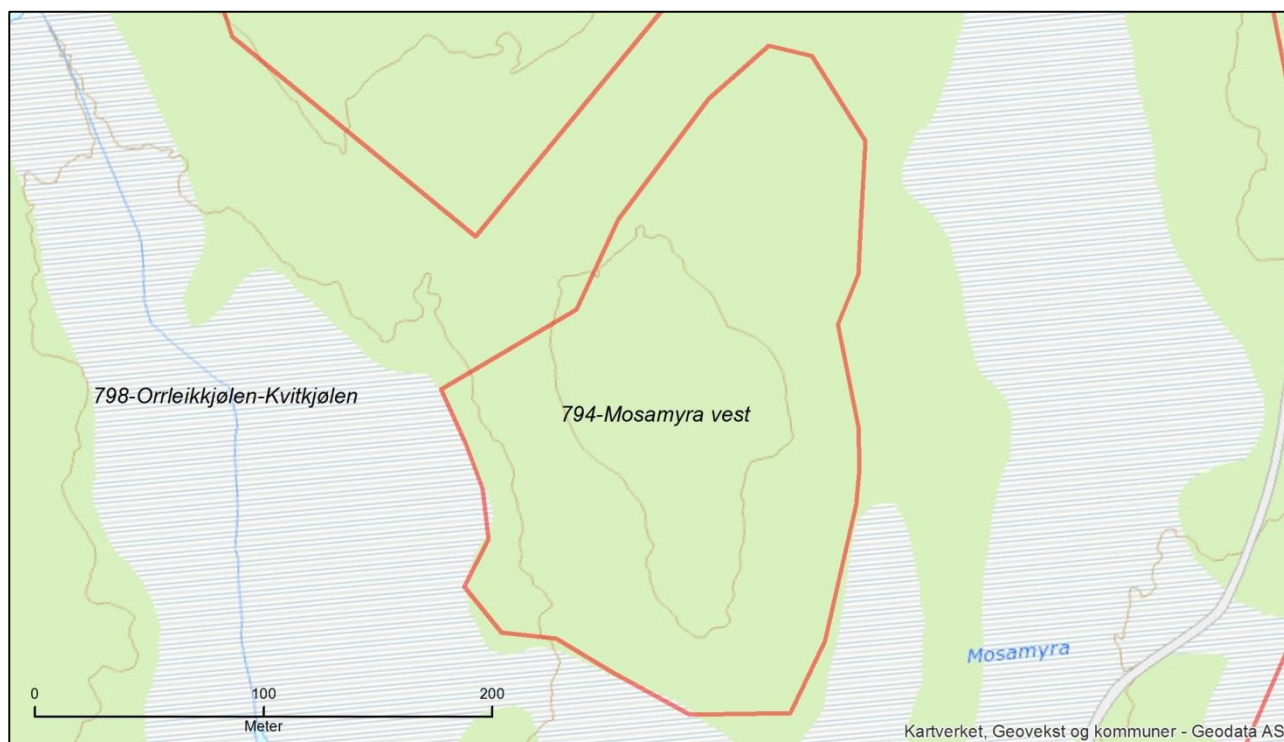 798-Orrleikkjølen-Kvitkjølen
794-Mosamyra vest
Mosamyra
0 100 200
Meter
Kartverket, Geovekst og kommuner - Geodata AS